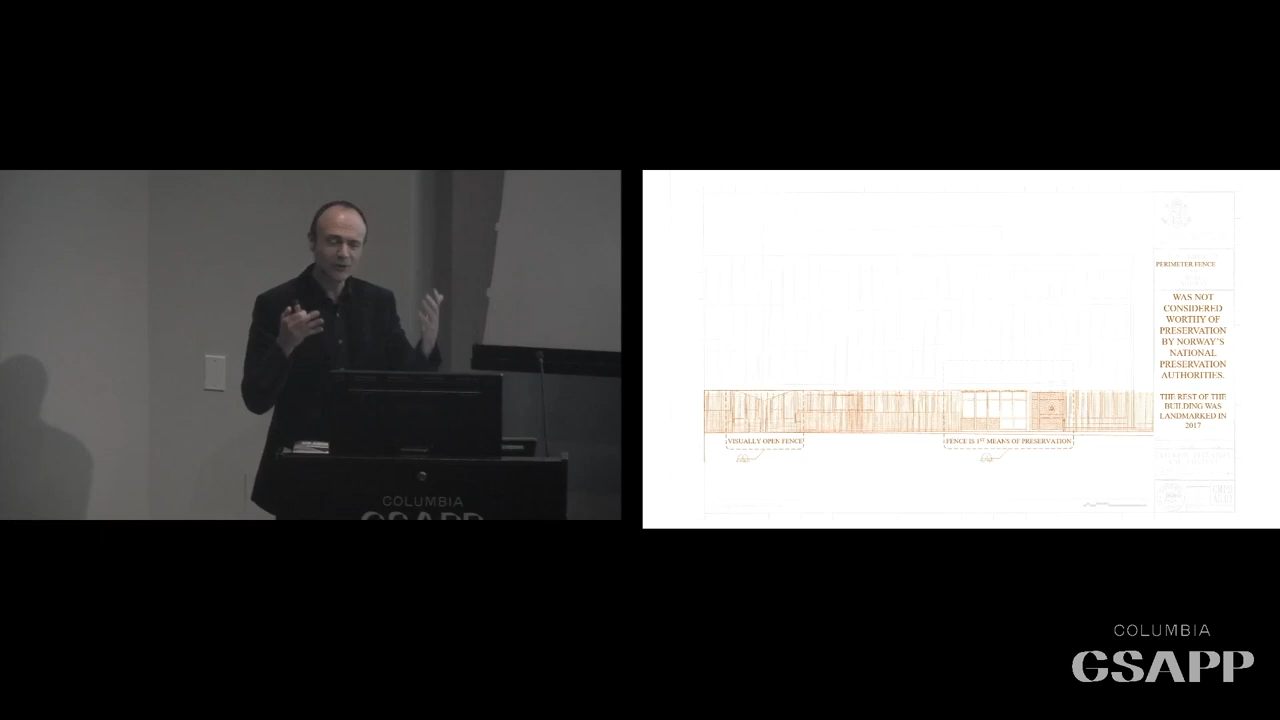 COLUMBIA
GSAPP
PERIMETER FENCE
WAS NOT
CONSIDERED
WORTHY OF
PRESERVATION
BY NORWAY'S
NATIONAL
PRESERVATION
AUTHORITIES.
THE REST OF THE
BUILDING WAS
LANDMARKED IN
2017
VISUALLY OPEN FENCE
FENCE IS 1ST MEANS OF PRESERVATION
COLUMBIA
GSAPP